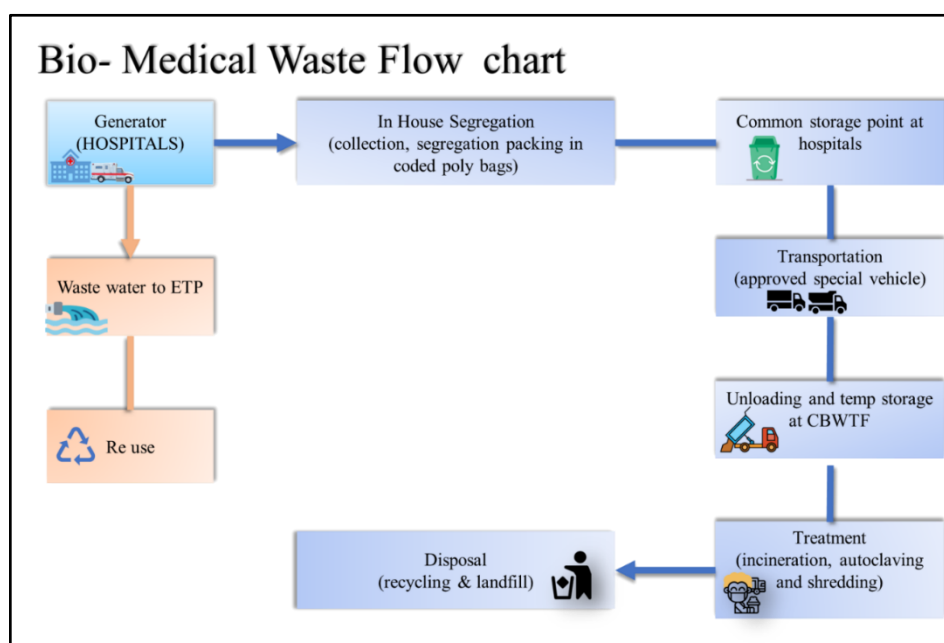 Bio- Medical Waste Flow chart
Generator
(HOSPITALS)
In House Segregation
(collection, segregation packing in
coded poly bags)
Common storage point at
hospitals
Transportation
(approved special vehicle)
Unloading and temp storage
at CBWTF
Treatment
(incineration, autoclaving
and shredding)
Disposal
(recycling & landfill)
Waste water to ETP
Re use